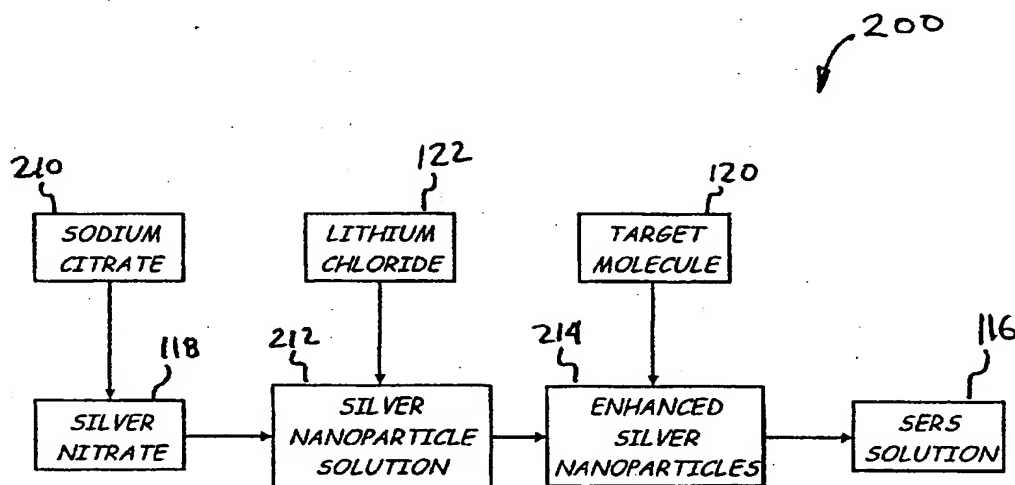 200
210
122
120
SODIUM
CITRATE
LITHIUM
CHLORIDE
TARGET
MOLECULE
118
212
214
116
SILVER
NITRATE
SILVER
NANOPARTICLE
SOLUTION
ENHANCED
SILVER
NANOPARTICLES
SERS
SOLUTION